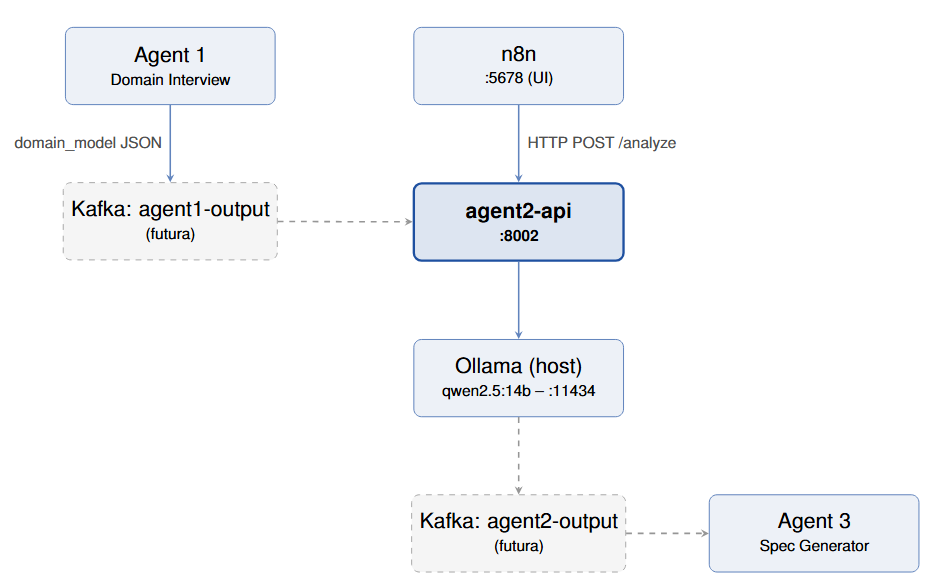 Agent 1
Domain Interview
n8n
:5678 (UI)
domain_model JSON
HTTP POST /analyze
Kafka: agent1-output
(futura)
agent2-api
:8002
Ollama (host)
qwen2.5:14b – :11434
Kafka: agent2-output
(futura)
Agent 3
Spec Generator